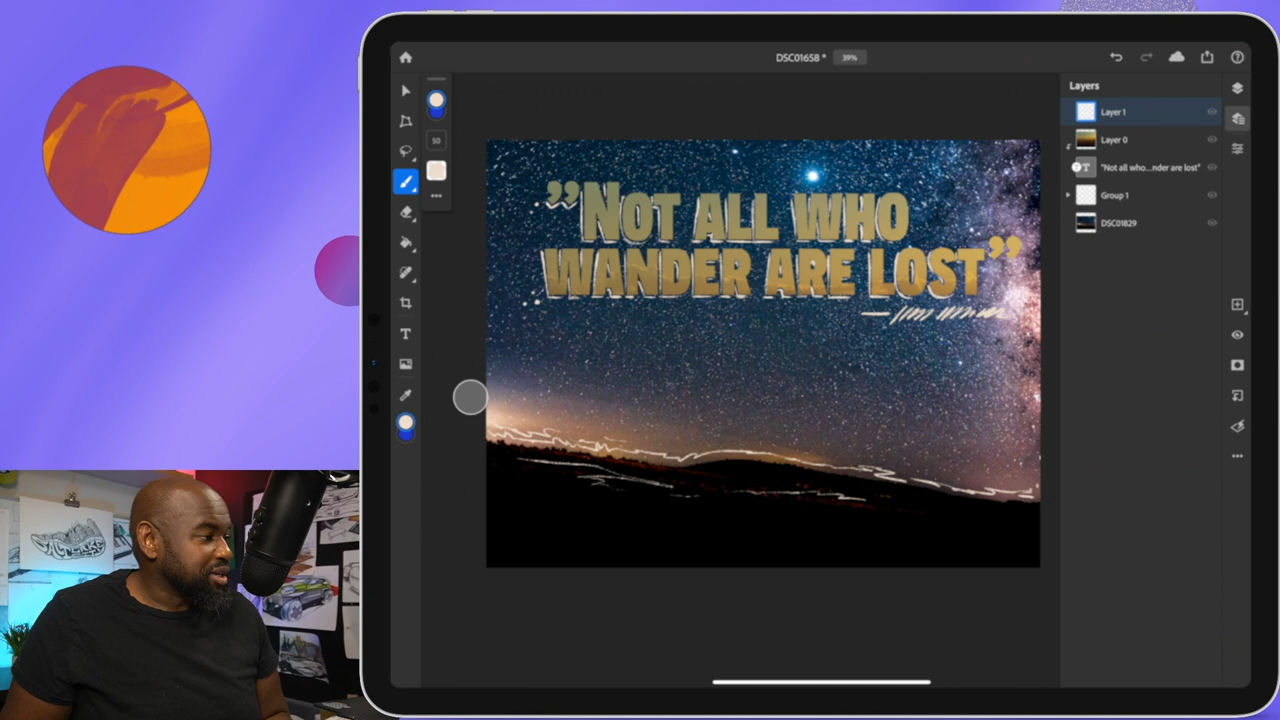 DSC01658 * 39%
Layers
Layer 1
50
Layer 0
"Not all who...nder are lost"
Group 1
DSC01829
T
T
”NOT ALL WHO
WANDER ARE LOST”